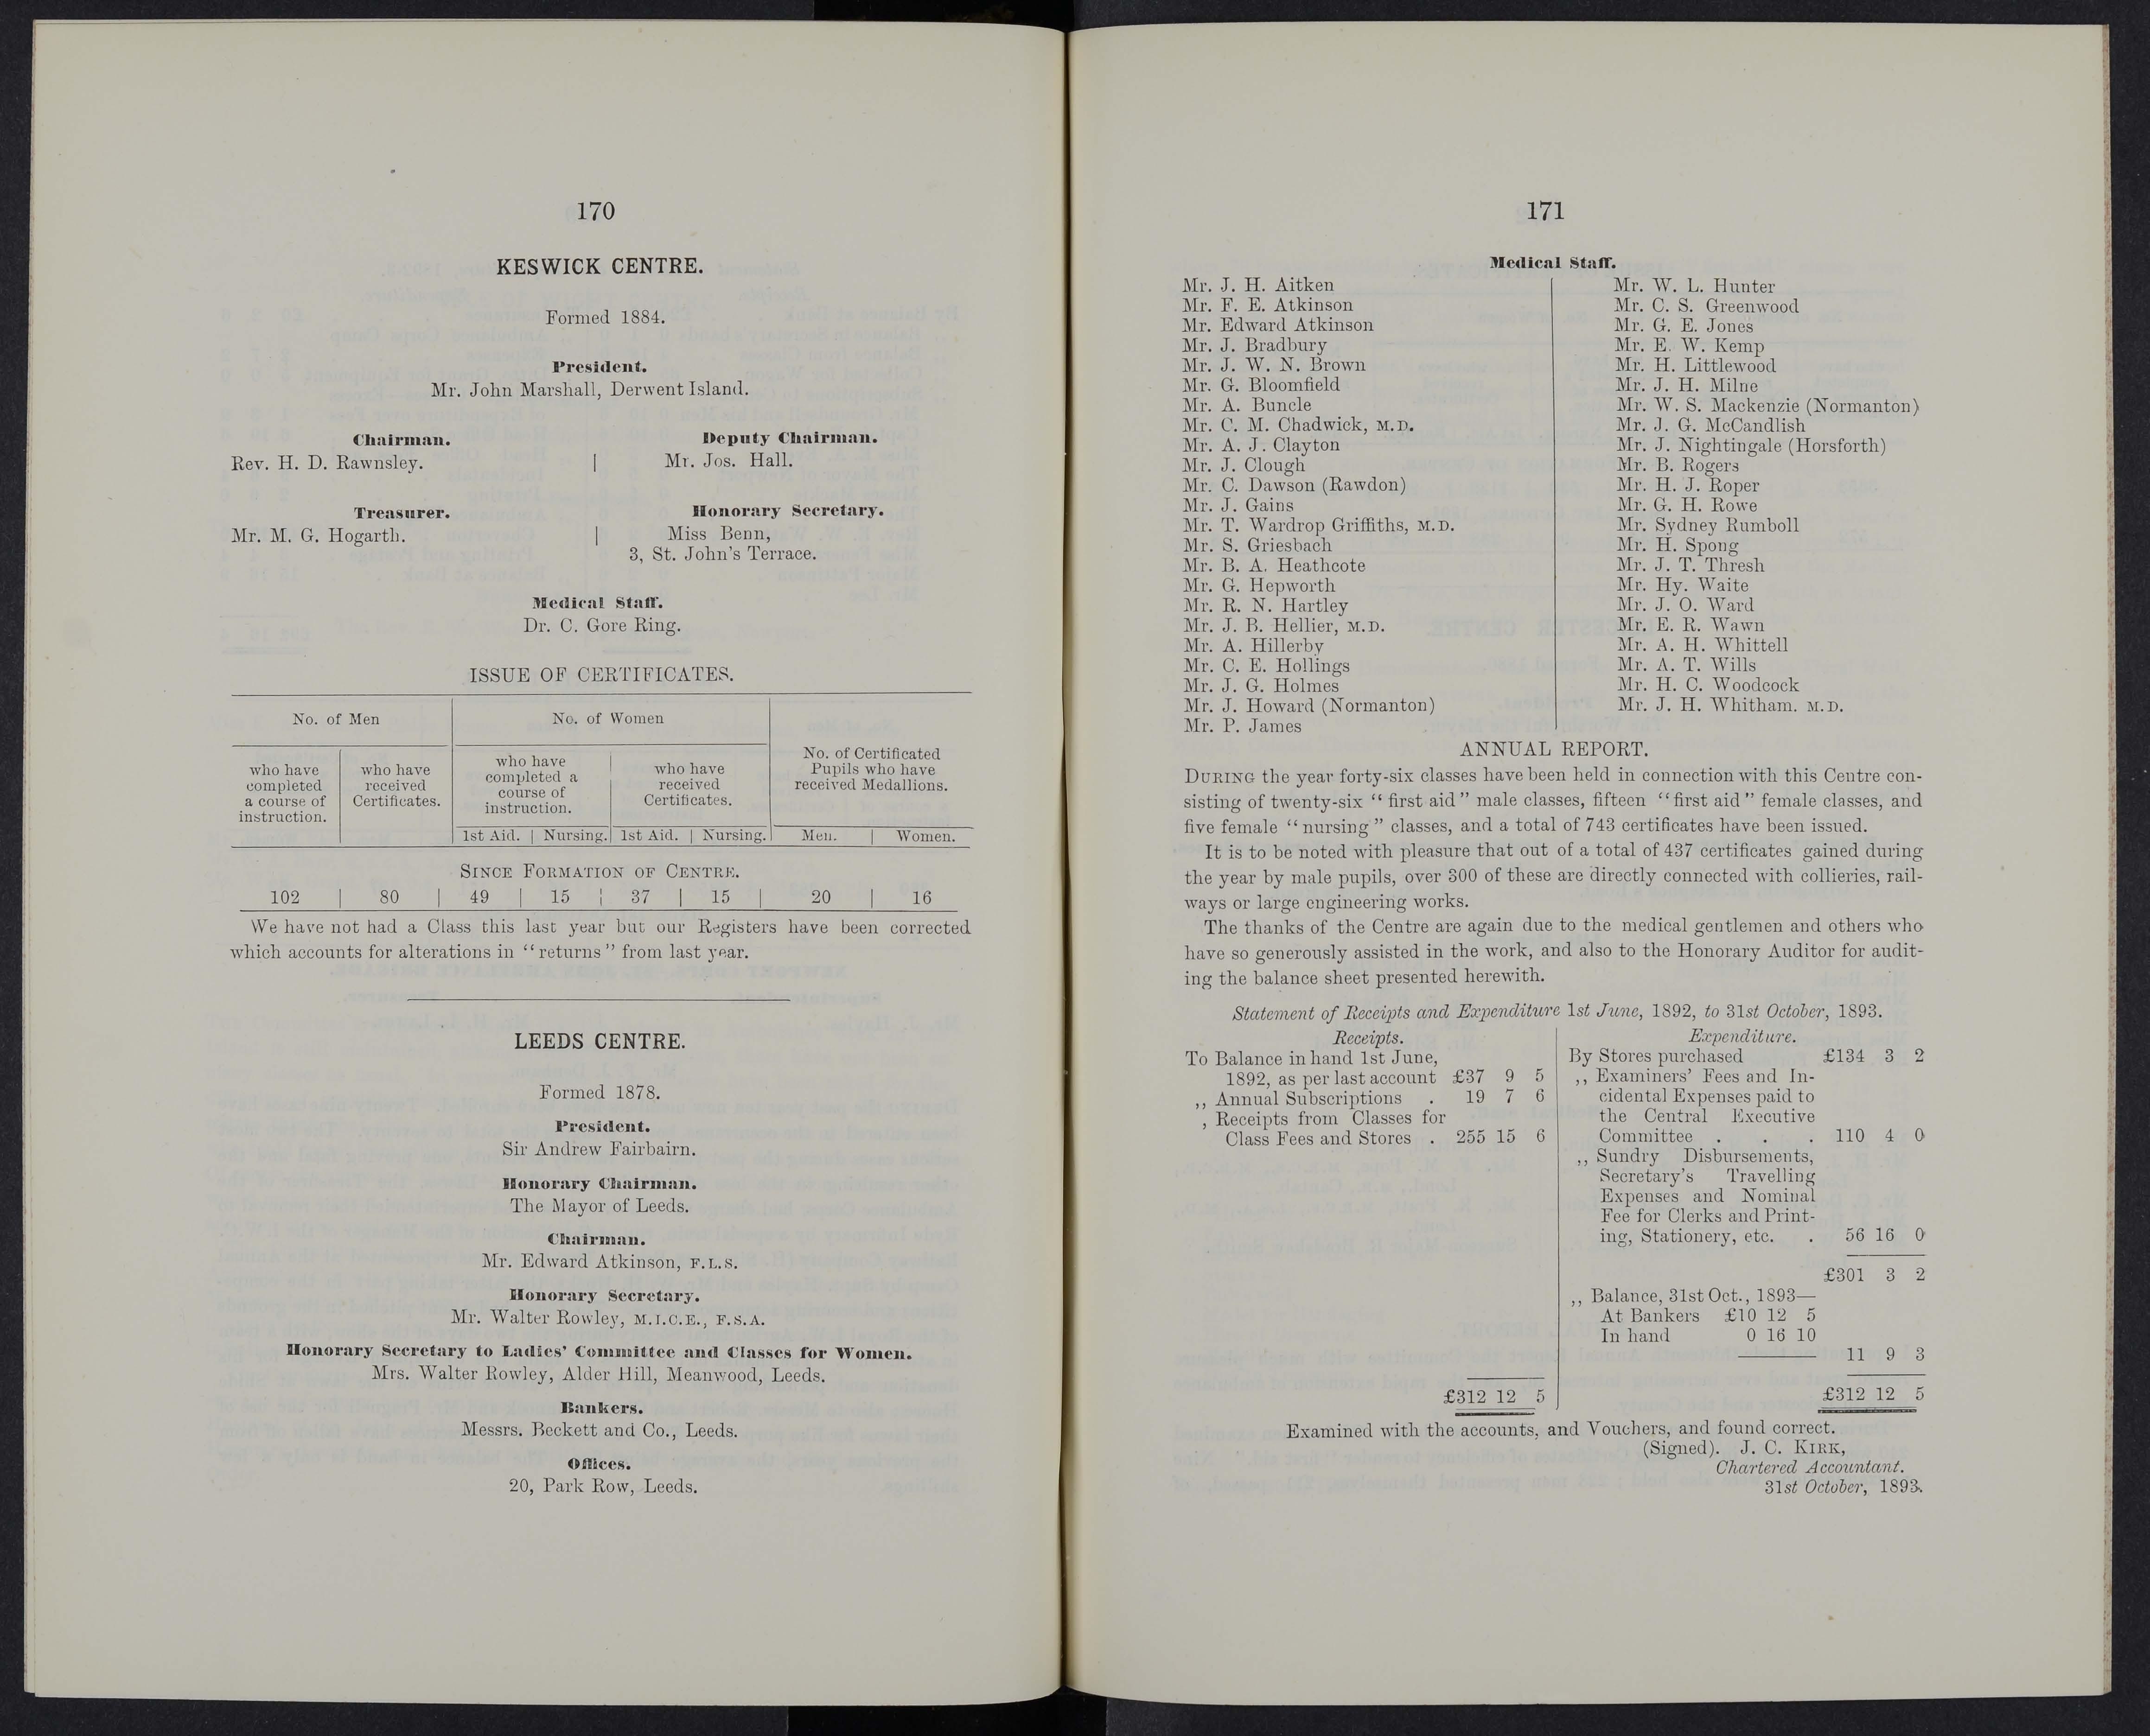 170
KESWICK CENTRE.
Formed 1884.
President.
Mr. John Marshall, Derwent Island.
Chairman.
Rev. H. D. Rawnsley.
Deputy Chairman.
Mr. Jos. Hall.
Treasurer.
Mr. M. G. Hogarth.
Honorary Secretary.
Miss Benn,
3, St. John's Terrace.
Medical Staff.
Dr. C. Gore Ring.
ISSUE OF CERTIFICATES.
No. of Men
who have
completed
a course of
instruction.
who have
received
Certificates.
No. of Women
who have
completed a
course of
instruction.
who have
received
Certificates.
1st Aid. | Nursing. | 1st Aid. | Nursing.
No. of Certificated
Pupils who have
received Medallions.
Men. | Women.
SINCE FORMATION OF CENTRE.
102 | 80 | 49 | 15 | 37 | 15 | 20 | 16
We have not had a Class this last year but our Registers have been corrected
which accounts for alterations in “returns” from last year.
LEEDS CENTRE.
Formed 1878.
President.
Sir Andrew Fairbairn.
Honorary Chairman.
The Mayor of Leeds.
Chairman.
Mr. Edward Atkinson, F.L.S.
Honorary Secretary.
Mr. Walter Rowley, M.I.C.E., F.S.A.
Honorary Secretary to Ladies' Committee and Classes for Women.
Mrs. Walter Rowley, Alder Hill, Meanwood, Leeds.
Bankers.
Messrs. Beckett and Co., Leeds.
Offices.
20, Park Row, Leeds.
171
Medical Staff.
Mr. J. H. Aitken
Mr. F. E. Atkinson
Mr. Edward Atkinson
Mr. J. Bradbury
Mr. J. W. N. Brown
Mr. G. Bloomfield
Mr. A. Buncle
Mr. C. M. Chadwick, M.D.
Mr. A. J. Clayton
Mr. J. Clough
Mr. C. Dawson (Rawdon)
Mr. J. Gains
Mr. T. Wardrop Griffiths, M.D.
Mr. S. Griesbach
Mr. B. A. Heathcote
Mr. G. Hepworth
Mr. R. N. Hartley
Mr. J. B. Hellier, M.D.
Mr. A. Hillerby
Mr. C. E. Hollings
Mr. J. G. Holmes
Mr. J. Howard (Normanton)
Mr. P. James
Mr. W. L. Hunter
Mr. C. S. Greenwood
Mr. G. E. Jones
Mr. E. W. Kemp
Mr. H. Littlewood
Mr. J. H. Milne
Mr. W. S. Mackenzie (Normanton)
Mr. J. G. McCandlish
Mr. J. Nightingale (Horsforth)
Mr. B. Rogers
Mr. H. J. Roper
Mr. G. H. Rowe
Mr. Sydney Rumboll
Mr. H. Spong
Mr. J. T. Thresh
Mr. Hy. Waite
Mr. J. O. Ward
Mr. E. R. Wawn
Mr. A. H. Whittell
Mr. A. T. Wills
Mr. H. C. Woodcock
Mr. J. H. Whitham. M.D.
ANNUAL REPORT.
DURING the year forty-six classes have been held in connection with this Centre con-
sisting of twenty-six “first aid” male classes, fifteen “first aid” female classes, and
five female “nursing” classes, and a total of 743 certificates have been issued.
It is to be noted with pleasure that out of a total of 437 certificates gained during
the year by male pupils, over 300 of these are directly connected with collieries, rail-
ways or large engineering works.
The thanks of the Centre are again due to the medical gentlemen and others who
have so generously assisted in the work, and also to the Honorary Auditor for audit-
ing the balance sheet presented herewith.
Statement of Receipts and Expenditure 1st June, 1892, to 31st October, 1893.
Receipts.
To Balance in hand 1st June,
1892, as per last account £37 9 5
,, Annual Subscriptions . 19 7 6
, Receipts from Classes for
Class Fees and Stores . 255 15 6
£312 12 5
Expenditure.
By Stores purchased £134 3 2
,, Examiners' Fees and In-
cidental Expenses paid to
the Central Executive
Committee . . . 110 4 0
,, Sundry Disbursements,
Secretary's Travelling
Expenses and Nominal
Fee for Clerks and Print-
ing, Stationery, etc. . 56 16 0
£301 3 2
,, Balance, 31st Oct., 1893—
At Bankers £10 12 5
In hand 0 16 10
11 9 3
£312 12 5
Examined with the accounts, and Vouchers, and found correct.
(Signed). J. C. KIRK,
Chartered Accountant.
31st October, 1893.